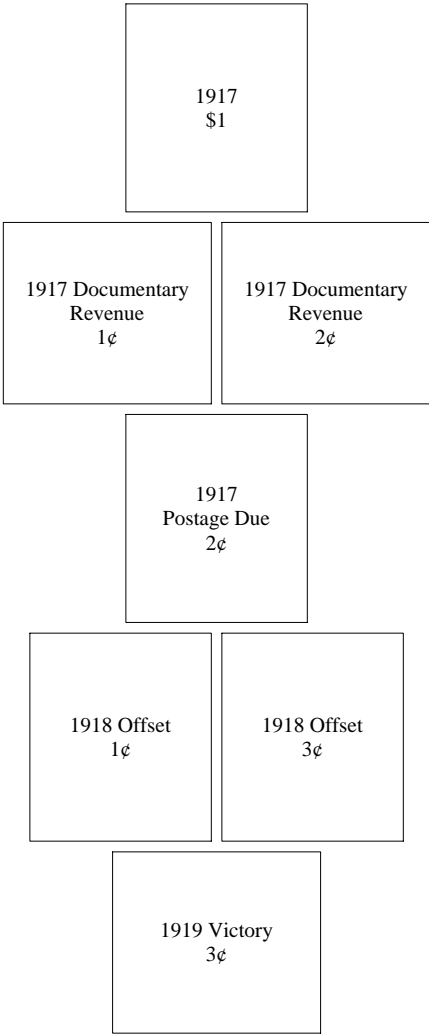 1917
$1
1917 Documentary
Revenue
1¢
1917 Documentary
Revenue
2¢
1917
Postage Due
2¢
1918 Offset
1¢
1918 Offset
3¢
1919 Victory
3¢